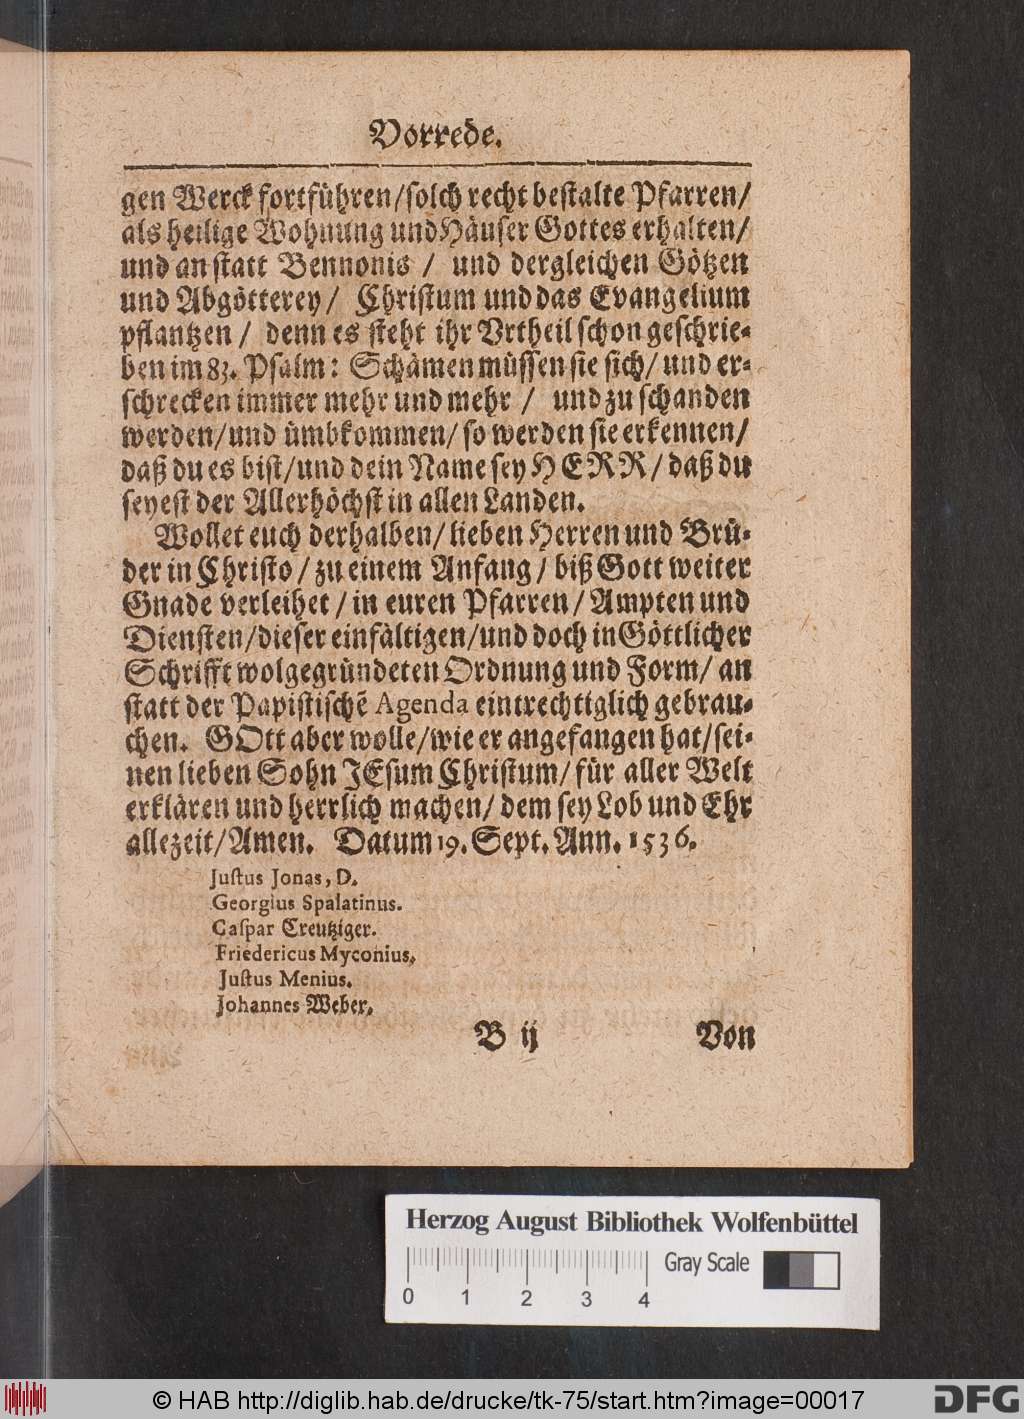 Vorrede.
gen Werck fortführen/solch recht bestalte Pfarren/
als heilige Wohnung und Häuser Gottes erhalten/
und an statt Bennonis / und dergleichen Götzen
und Abgötterey / Christum und das Evangelium
pflantzen / denn es steht ihr Vrtheil schon geschrie-
ben im 83. Psalm: Schämen müssen sie sich/ und er-
schrecken immer mehr und mehr / und zu schanden
werden/und ümbkommen/ so werden sie erkennen/
daß du es bist/und dein Name sey HERR/ daß du
seyest der Allerhöchst in allen Landen.
Wollet euch derhalben/ lieben Herren und Brü-
der in Christo / zu einem Anfang / biß Gott weiter
Gnade verleihet / in euren Pfarren/ Ampten und
Diensten/dieser einfältigen/und doch in Göttlicher
Schrifft wolgegründeten Ordnung und Form/ an
statt der Papistischẽ Agenda eintrechtiglich gebrau-
chen. GOtt aber wolle/wie er angefangen hat/sei-
nen lieben Sohn JEsum Christum/ für aller Welt
erklären und herrlich machen/ dem sey Lob und Ehr
allezeit/Amen. Datum 19. Sept. Ann. 1536.
Juſtus Jonas, D.
Georgius Spalatinus.
Caſpar Creutziger.
Friedericus Myconius.
Juſtus Menius.
Johannes Weber.
B ij Von
Herzog August Bibliothek Wolfenbüttel
0 1 2 3 4 Gray Scale
© HAB http://diglib.hab.de/drucke/tk-75/start.htm?image=00017 DFG